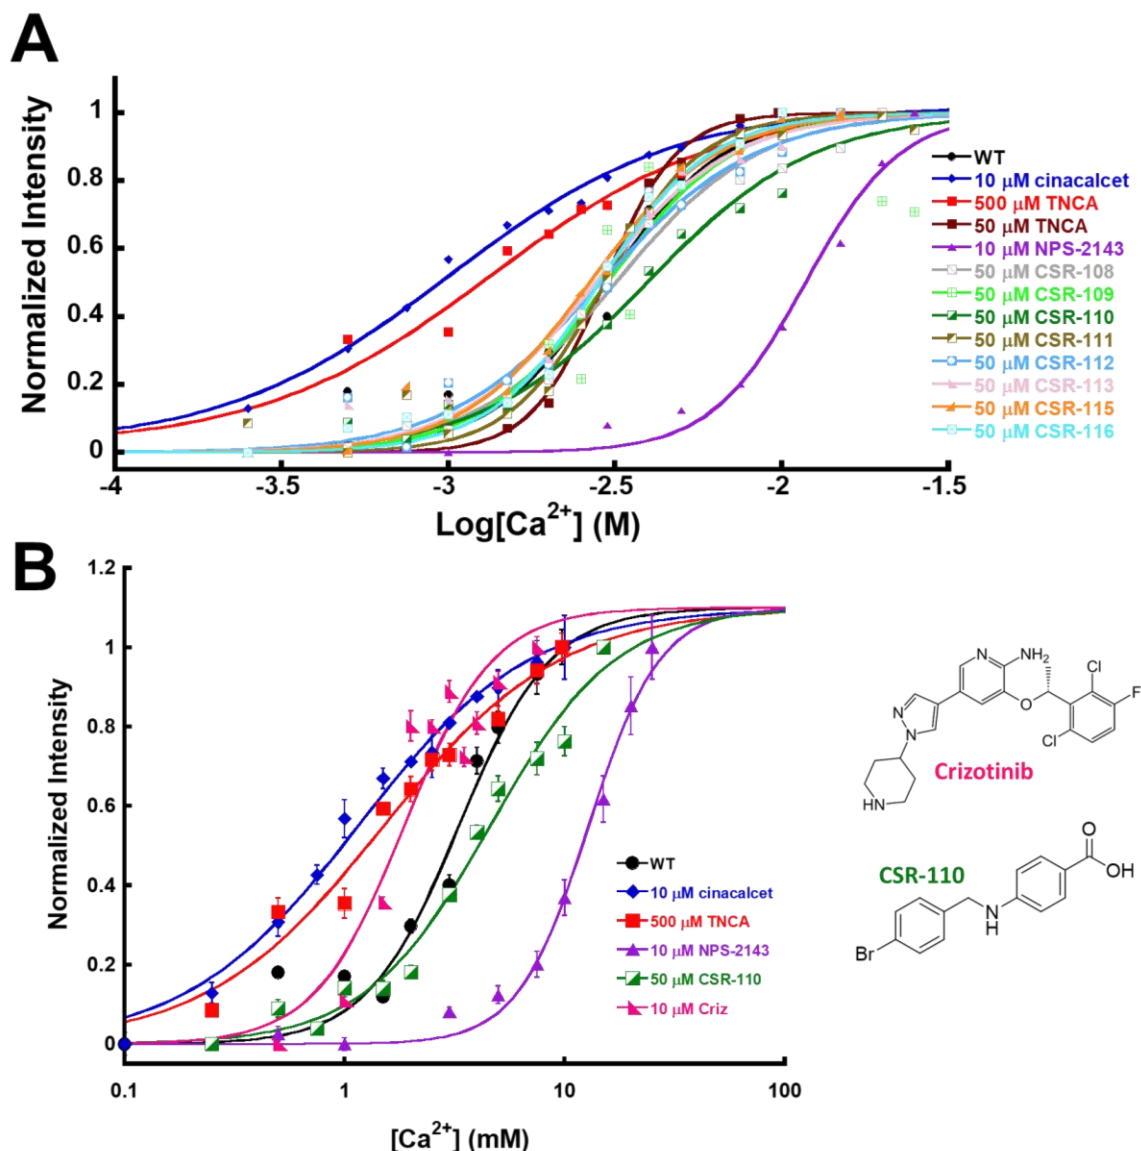 A
Normalized Intensity
1
0.8
0.6
0.4
0.2
0
-4
-3.5
-3
-2.5
-2
-1.5
Log[Ca²⁺] (M)
WT
10 μM cinacalcet
500 μM TNCA
50 μM TNCA
10 μM NPS-2143
50 μM CSR-108
50 μM CSR-109
50 μM CSR-110
50 μM CSR-111
50 μM CSR-112
50 μM CSR-113
50 μM CSR-115
50 μM CSR-116
B
Normalized Intensity
1.2
1
0.8
0.6
0.4
0.2
0
0.1
1
10
100
[Ca²⁺] (mM)
WT
10 μM cinacalcet
500 μM TNCA
10 μM NPS-2143
50 μM CSR-110
10 μM Criz
N
NH₂
Cl
F
O
N
N
Cl
Crizotinib
HN
O
CSR-110
OH
N
H
Br